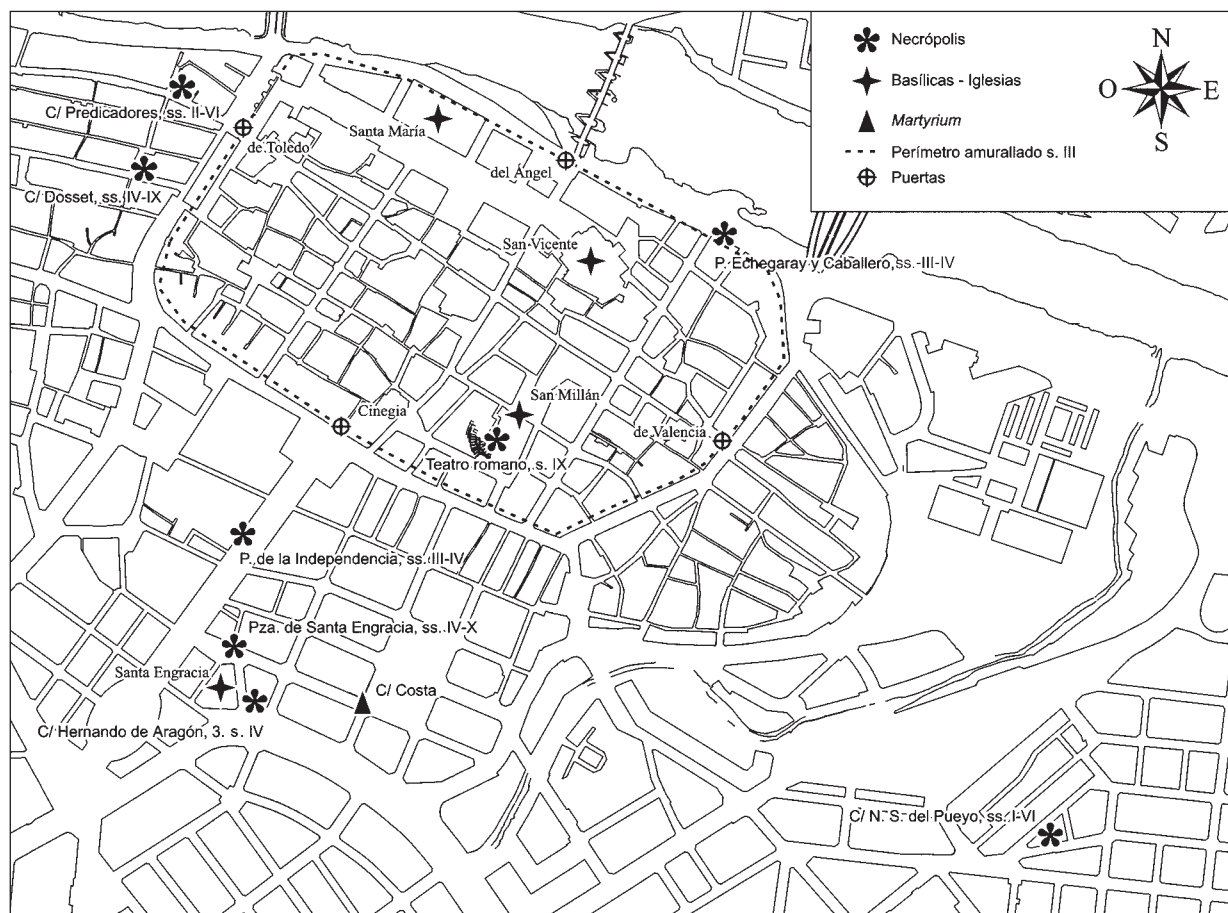 Necrópolis
Basílicas - Iglesias
Martyrium
Perímetro amurallado s. III
Puertas
N
O
E
S
C/ Predicadores, ss. II-VI
de Toledo
Santa María
del Ángel
C/ Dosset, ss. IV-IX
San Vicente
P. Echegaray y Caballero, ss. III-IV
Cinegia
San Millán
de Valencia
Teatro romano, s. IX
P. de la Independencia, ss. III-IV
Pza. de Santa Engracia, ss. IV-X
Santa Engracia
C/ Costa
C/ Hernando de Aragón, 3. s. IV
C/ N. S. del Pueyo, ss. I-VI